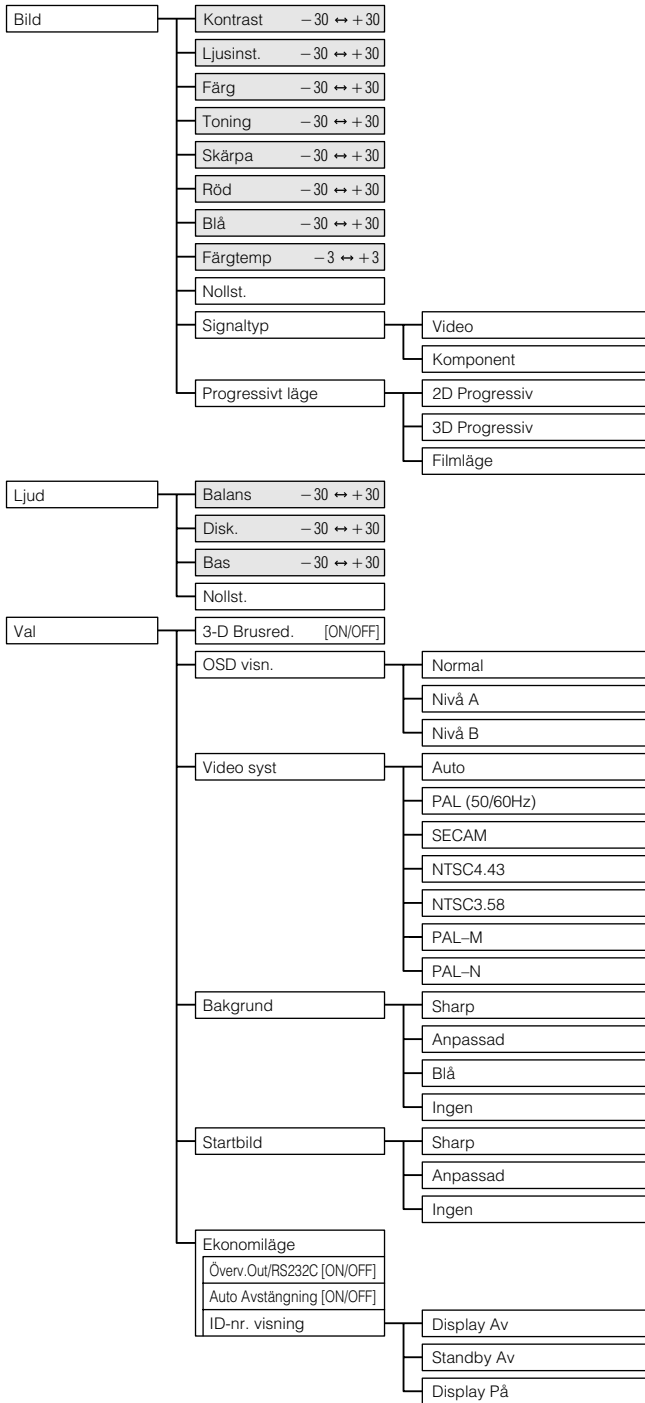 Bild
Kontrast −30 ↔ +30
Ljusinst. −30 ↔ +30
Färg −30 ↔ +30
Toning −30 ↔ +30
Skärpa −30 ↔ +30
Röd −30 ↔ +30
Blå −30 ↔ +30
Färgtemp −3 ↔ +3
Nollst.
Signaltyp
Video
Komponent
Progressivt läge
2D Progressiv
3D Progressiv
Filmläge
Ljud
Balans −30 ↔ +30
Disk. −30 ↔ +30
Bas −30 ↔ +30
Nollst.
Val
3-D Brusred. [ON/OFF]
OSD visn.
Normal
Nivå A
Nivå B
Video syst
Auto
PAL (50/60Hz)
SECAM
NTSC4.43
NTSC3.58
PAL–M
PAL–N
Bakgrund
Sharp
Anpassad
Blå
Ingen
Startbild
Sharp
Anpassad
Ingen
Ekonomiläge
Överv.Out/RS232C [ON/OFF]
Auto Avstängning [ON/OFF]
ID-nr. visning
Display Av
Standby Av
Display På